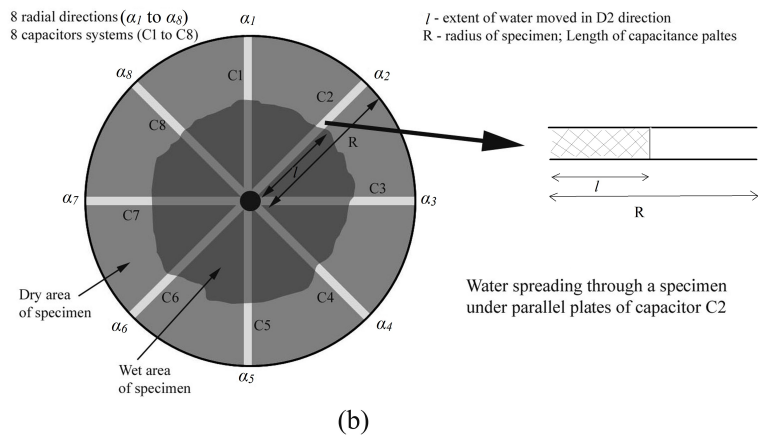 8 radial directions (α1 to α8)
8 capacitors systems (C1 to C8)
l - extent of water moved in D2 direction
R - radius of specimen; Length of capacitance paltes
α1
α2
α3
α4
α5
α6
α7
α8
C1
C2
C3
C4
C5
C6
C7
C8
R
l
l
R
Dry area
of specimen
Wet area
of specimen
Water spreading through a specimen
under parallel plates of capacitor C2
(b)